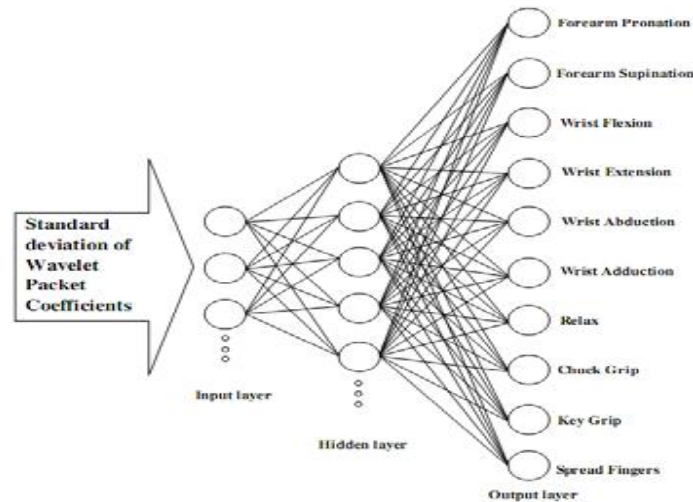 Forearm Pronation
Forearm Supination
Wrist Flexion
Wrist Extension
Wrist Abduction
Wrist Adduction
Relax
Chuck Grip
Key Grip
Spread Fingers
Standard
deviation of
Wavelet
Packet
Coefficients
Input layer
Hidden layer
Output layer